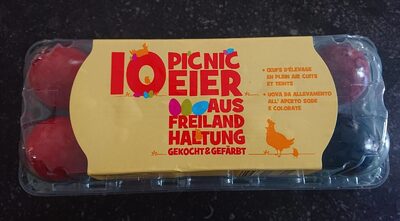 10 PICNIC
EIER
AUS
FREILAND
HALTUNG
GEKOCHT & GEFÄRBT
• ŒUFS D'ÉLEVAGE
EN PLEIN AIR CUITS
ET TEINTS
• UOVA DA ALLEVAMENTO
ALL' APERTO SODE
E COLORATE